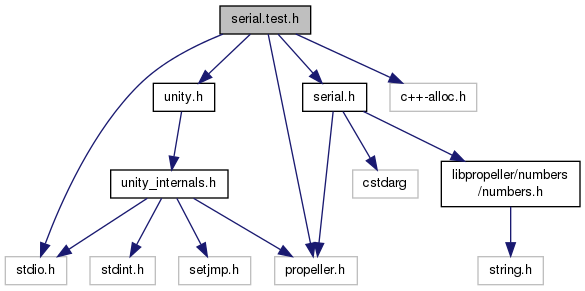 serial.test.h
unity.h
serial.h
c++-alloc.h
unity_internals.h
cstdarg
libpropeller/numbers
/numbers.h
stdio.h
stdint.h
setjmp.h
propeller.h
string.h